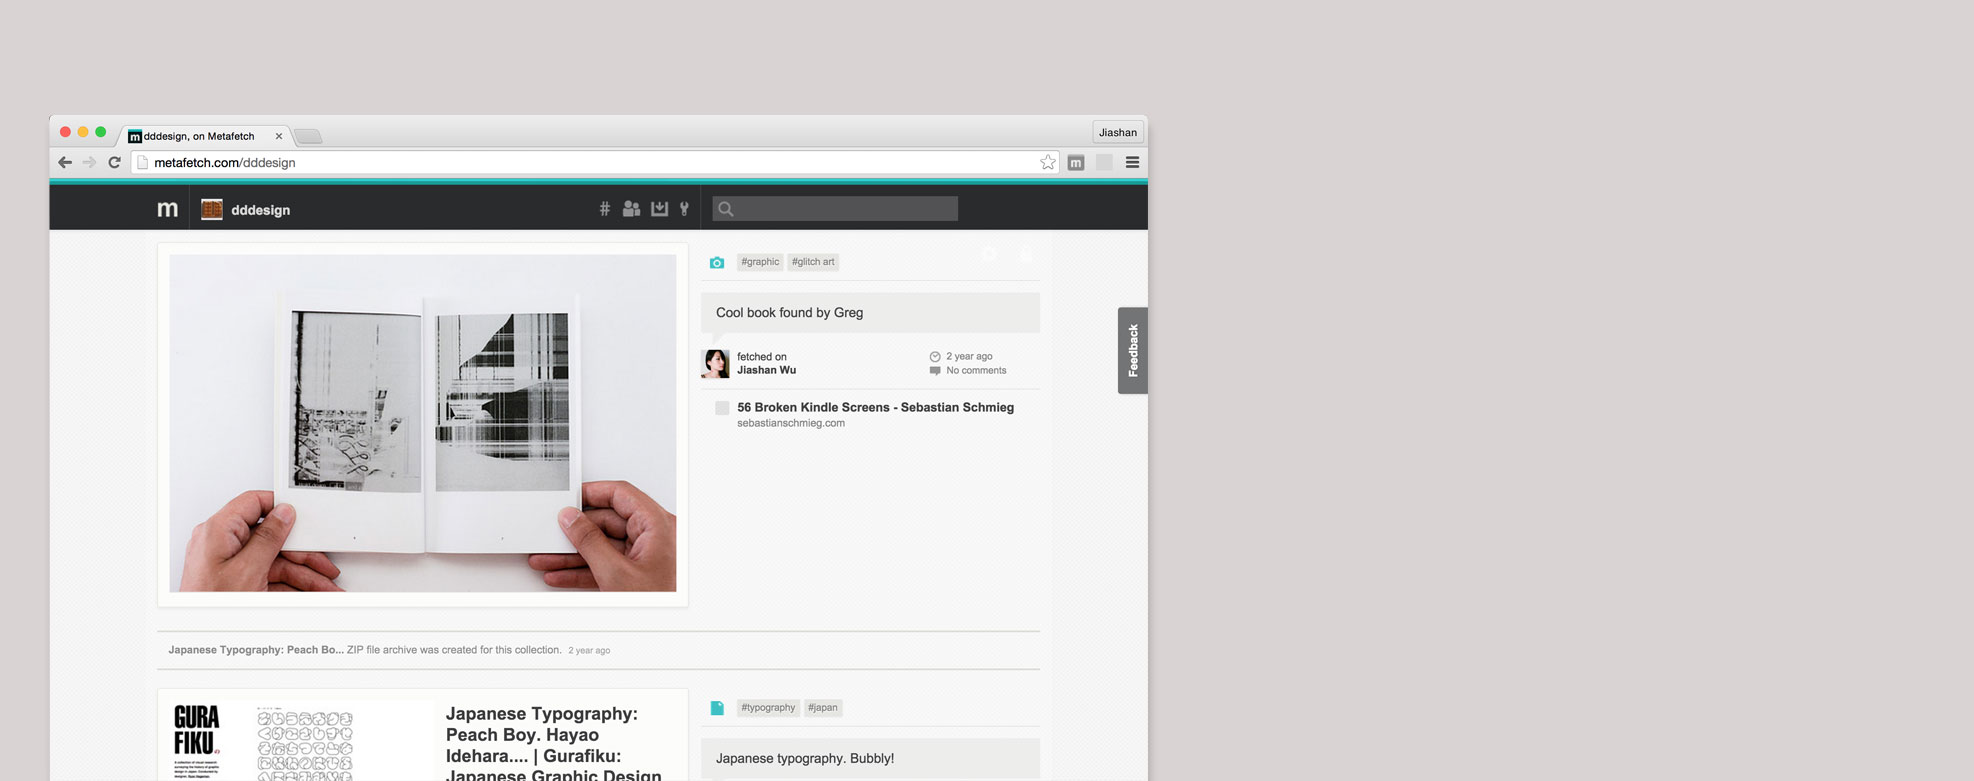 m dddesign, on Metafetch ×
Jiashan
metafetch.com/dddesign
m
m
dddesign
#
#graphic #glitch art
Cool book found by Greg
fetched on
Jiashan Wu
2 year ago
No comments
Feedback
56 Broken Kindle Screens - Sebastian Schmieg
sebastianschmieg.com
Japanese Typography: Peach Bo... ZIP file archive was created for this collection. 2 year ago
GURA
FIKU
Japanese Typography:
Peach Boy. Hayao
Idehara.... | Gurafiku:
Japanese Graphic Design
#typography #japan
Japanese typography. Bubbly!